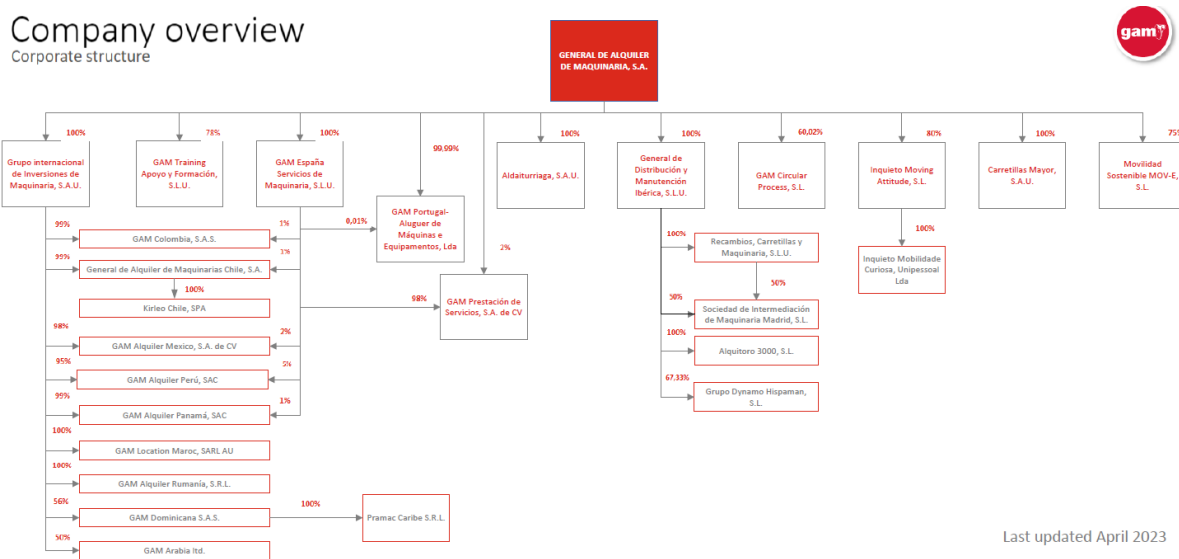 Company overview
Corporate structure
GENERAL DE ALQUILER
DE MAQUINARIA, S.A.
gam
100%
78%
100%
99,99%
100%
100%
60,02%
80%
100%
75%
Grupo internacional
de Inversiones de
Maquinaria, S.A.U.
GAM Training
Apoyo y Formación,
S.L.U.
GAM España
Servicios de
Maquinaria, S.L.U.
GAM Portugal-
Aluguer de
Máquinas e
Equipamentos, Lda
Aldaiturriaga, S.A.U.
General de
Distribución y
Manutención
Ibérica, S.L.U.
GAM Circular
Process, S.L.
Inquieto Moving
Attitude, S.L.
Carretillas Mayor,
S.A.U.
Movilidad
Sostenible MOV-E,
S.L.
99%
GAM Colombia, S.A.S.
1%
0,01%
99%
General de Alquiler de Maquinarias Chile, S.A.
1%
100%
Kirleo Chile, SPA
2%
98%
GAM Prestación de
Servicios, S.A. de CV
98%
GAM Alquiler Mexico, S.A. de CV
2%
95%
GAM Alquiler Perú, SAC
5%
99%
GAM Alquiler Panamá, SAC
1%
100%
GAM Location Maroc, SARL AU
100%
GAM Alquiler Rumanía, S.R.L.
56%
GAM Dominicana S.A.S.
100%
Pramac Caribe S.R.L.
50%
GAM Arabia ltd.
100%
Recambios, Carretillas y
Maquinaria, S.L.U.
50%
50%
Sociedad de Intermediación
de Maquinaria Madrid, S.L.
100%
Alquitoro 3000, S.L.
67.33%
Grupo Dynamo Hispaman,
S.L.
100%
Inquieto Mobilidade
Curiosa, Unipessoal
Lda
Last updated April 2023